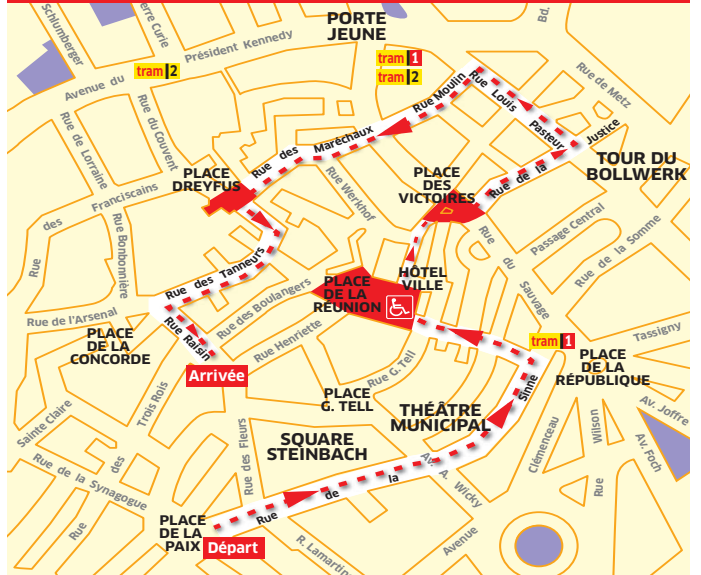 Schlumberger
Pierre Curie
PORTE
JEUNE
Bd.
Président Kennedy
tram 1
tram 2
tram 2
Avenue du
Rue Moulin
Rue Louis Pasteur
Rue de Metz
Rue de Lorraine
Rue du Couvent
Rue des Maréchaux
Justice
Rue de la
TOUR DU
BOLLWERK
PLACE
DREYFUS
PLACE
DES
VICTOIRES
Rue Werkhof
Franciscains
des
Rue
Rue Bonbonnière
Passage Central
Rue de la Somme
Rue du Sauvage
Rue des Tanneurs
HÔTEL
VILLE
PLACE
DE LA
RÉUNION
Rue des Boulangers
Rue de l'Arsenal
Rue Raisin
Rue Henriette
PLACE
DE LA
CONCORDE
Tassigny
tram 1
PLACE
DE LA
RÉPUBLIQUE
Arrivée
Rue G. Tell
PLACE
G. TELL
Sinne
THÉÂTRE
MUNICIPAL
Trois Rois
des
Rue
Sainte Claire
Rue des Fleurs
SQUARE
STEINBACH
Av. Joffre
Av. Foch
Wilson
Rue
Clémenceau
Av. A. Wicky
Avenue
Rue de la Synagogue
Rue de la
PLACE
DE LA
PAIX
Départ
R. Lamartine